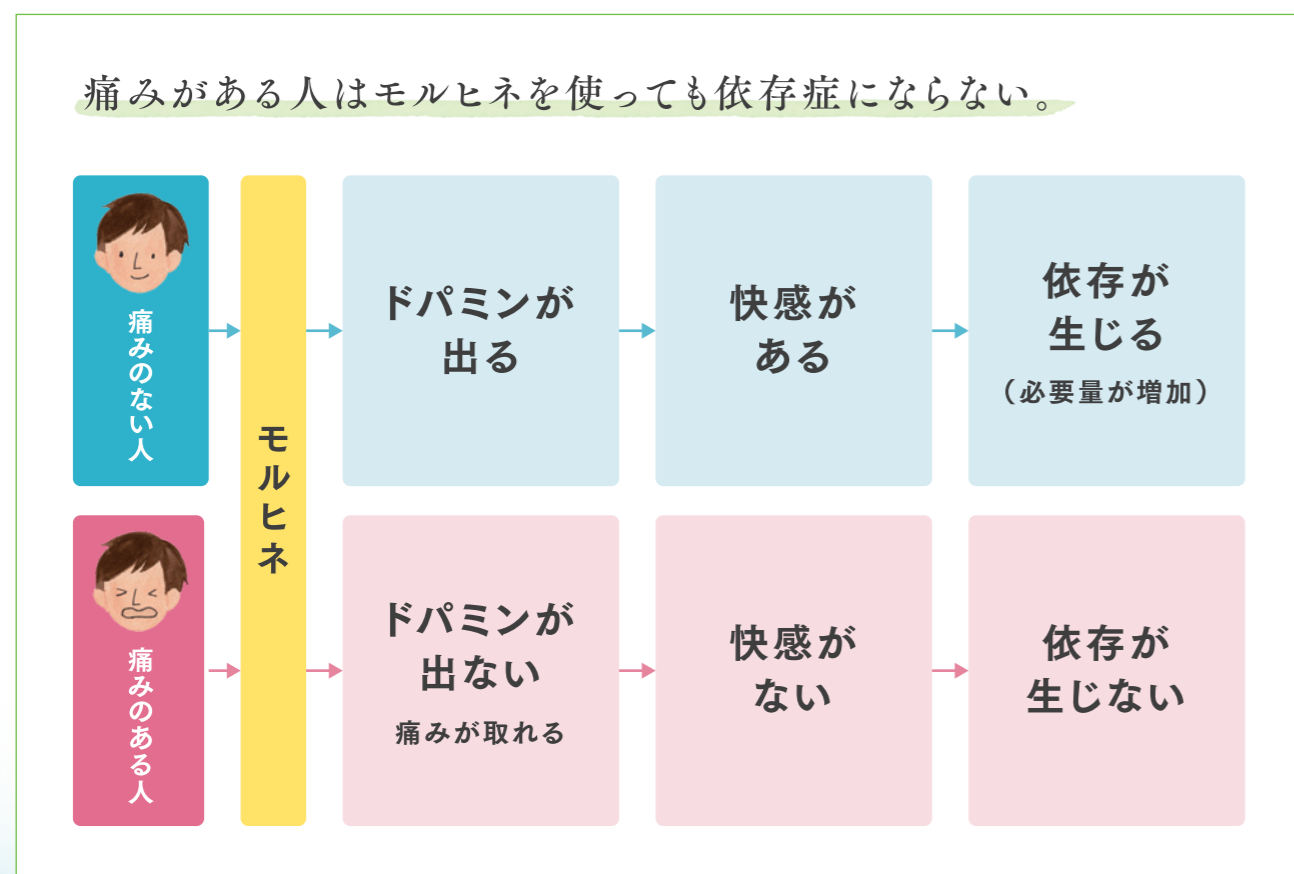 痛みがある人はモルヒネを使っても依存症にならない。
痛みのない人
モルヒネ
ドパミンが
出る
快感が
ある
依存が
生じる
（必要量が増加）
痛みのある人
ドパミンが
出ない
痛みが取れる
快感が
ない
依存が
生じない